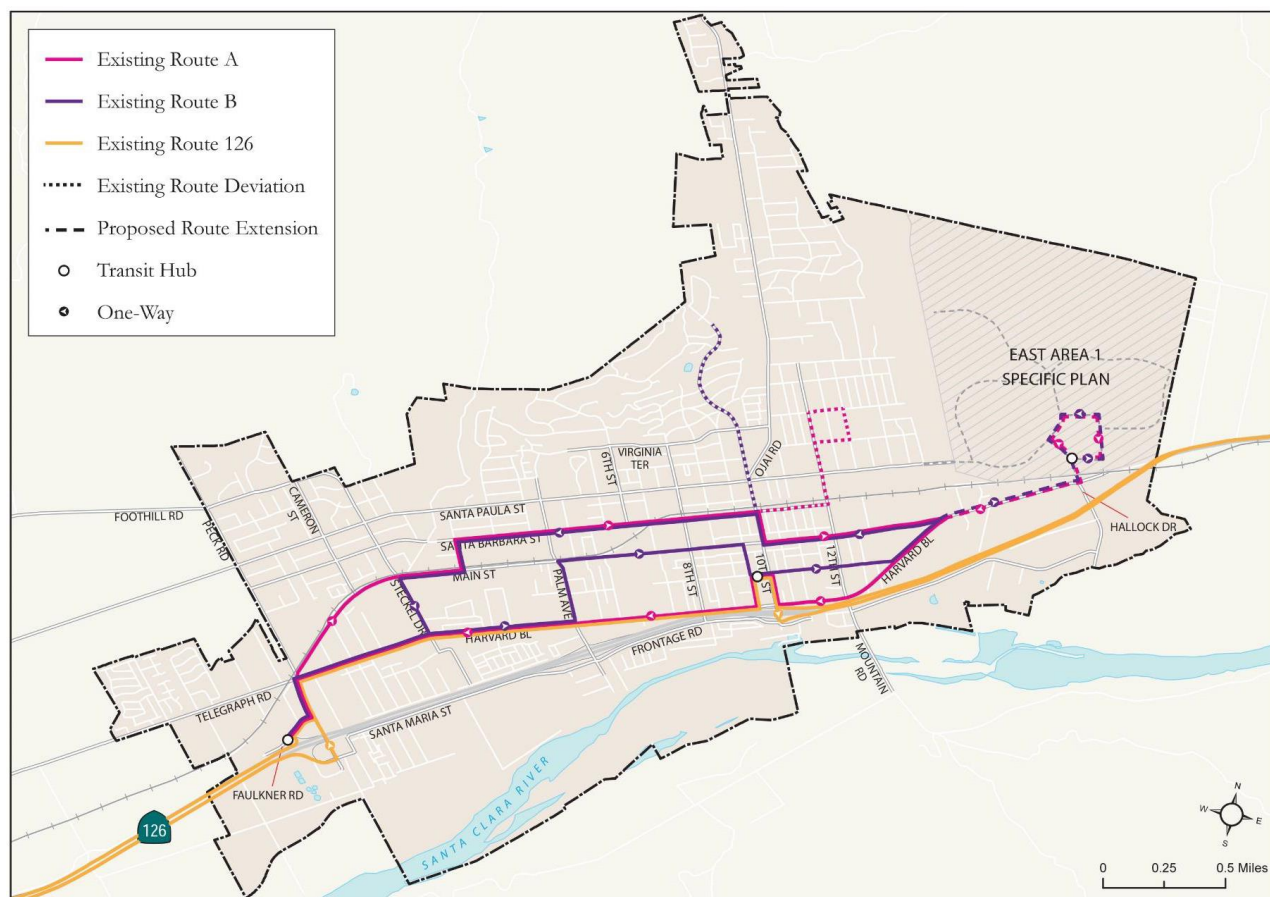 Existing Route A
Existing Route B
Existing Route 126
Existing Route Deviation
Proposed Route Extension
Transit Hub
One-Way
EAST AREA 1
SPECIFIC PLAN
VIRGINIA
TER
6TH ST
OJAI RD
FOOTHILL RD
PECK RD
CAMERON
ST
SANTA PAULA ST
SANTA BARBARA ST
MAIN ST
STECKEL DR
PALM AVE
8TH ST
10TH ST
12TH ST
HARVARD BL
HALLOCK DR
HARVARD BL
FRONTAGE RD
MOUNTAIN
RD
TELEGRAPH RD
SANTA MARIA ST
FAULKNER RD
SANTA CLARA RIVER
126
N
W
E
S
0 0.25 0.5 Miles